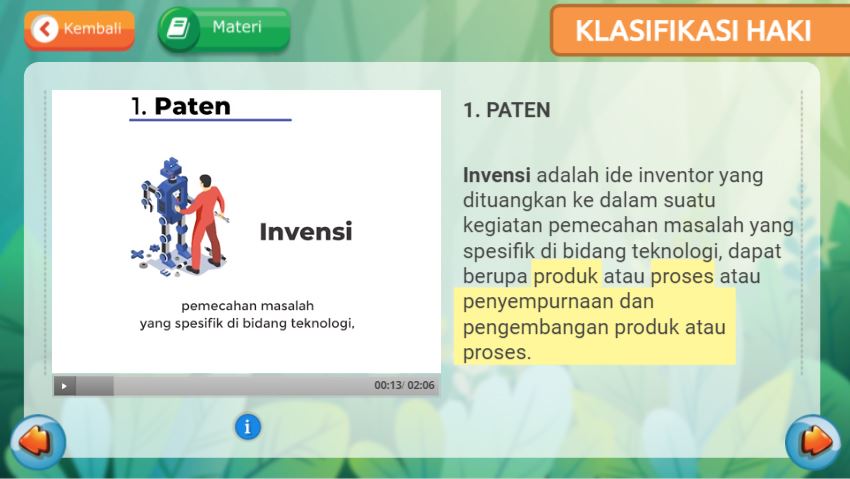 Kembali
Materi
KLASIFIKASI HAKI
1. Paten
Invensi
pemecahan masalah
yang spesifik di bidang teknologi,
00:13/ 02:06
i
1. PATEN
Invensi adalah ide inventor yang
dituangkan ke dalam suatu
kegiatan pemecahan masalah yang
spesifik di bidang teknologi, dapat
berupa produk atau proses atau
penyempurnaan dan
pengembangan produk atau
proses.